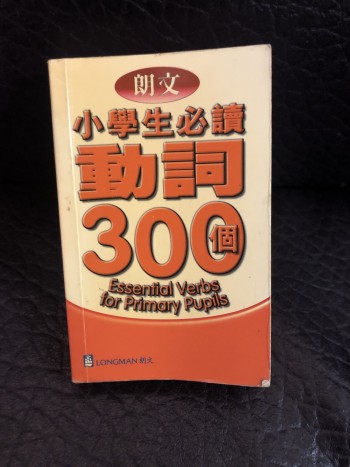 朗文
小學生必讀
動詞
300個
Essential Verbs
for Primary Pupils
LONGMAN 朗文